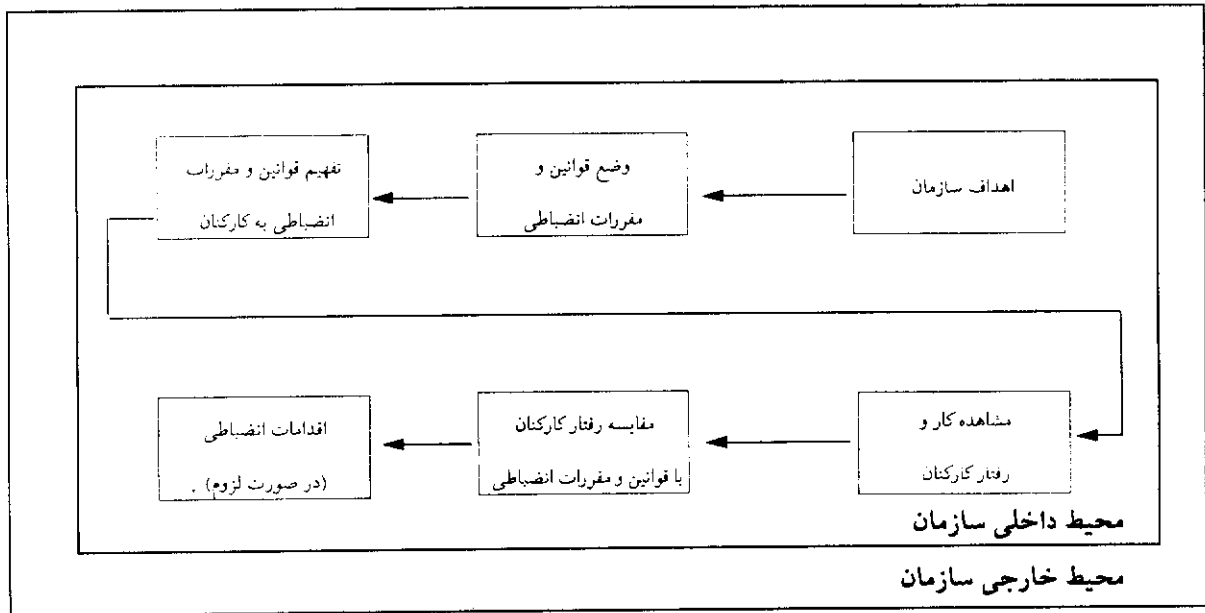 اهداف سازمان
وضع قوانین و
مقررات انضباطی
تفهیم قوانین و مقررات
انضباطی به کارکنان
مشاهده کار و
رفتار کارکنان
مقایسه رفتار کارکنان
با قوانین و مقررات انضباطی
اقدامات انضباطی
(در صورت لزوم) .
محیط داخلی سازمان
محیط خارجی سازمان